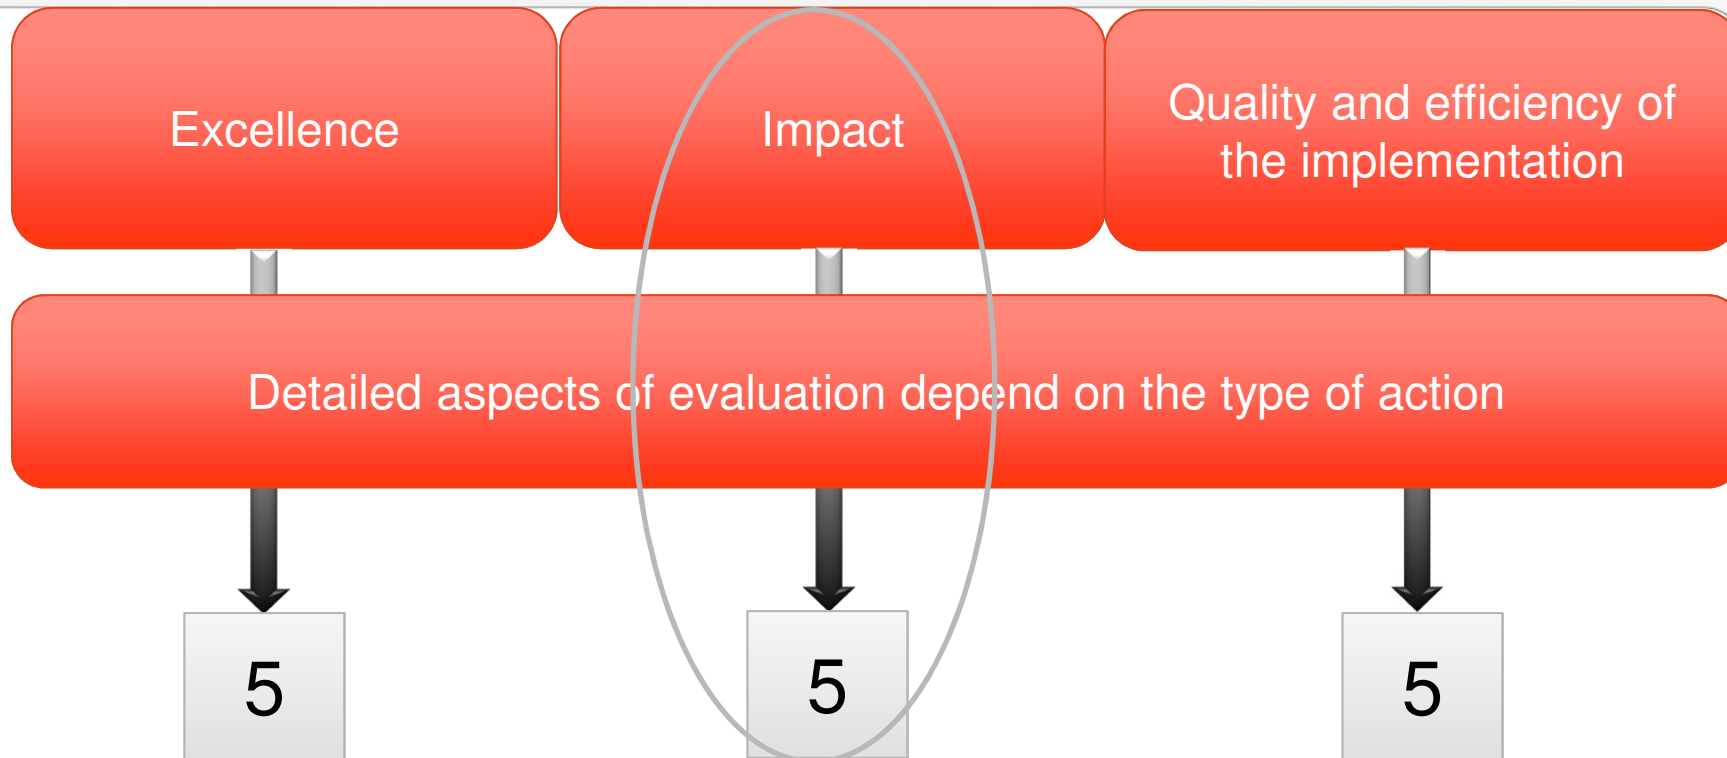 Excellence
Impact
Quality and efficiency of
the implementation
Detailed aspects of evaluation depend on the type of action
5
5
5